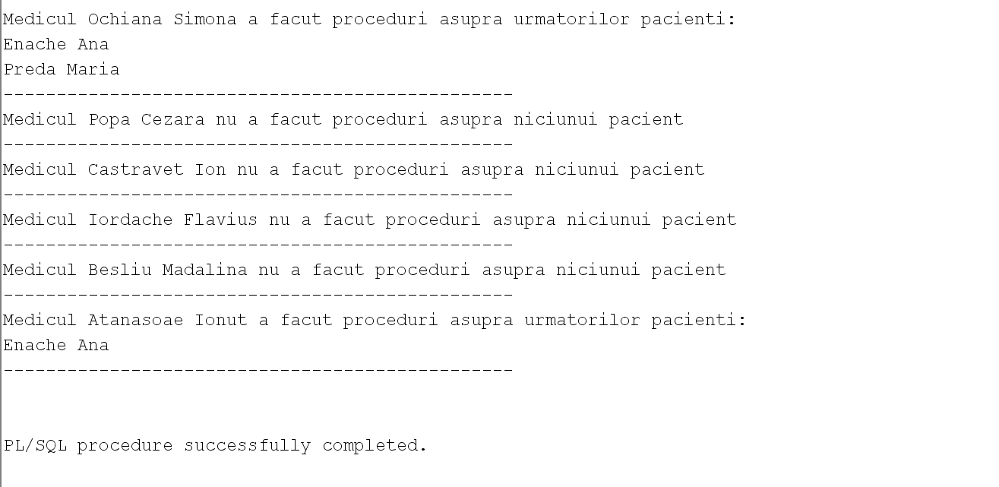 Medicul Ochiana Simona a facut proceduri asupra urmatorilor pacienti:
Enache Ana
Preda Maria
------------------------------------------------
Medicul Popa Cezara nu a facut proceduri asupra niciunui pacient
------------------------------------------------
Medicul Castravet Ion nu a facut proceduri asupra niciunui pacient
------------------------------------------------
Medicul Iordache Flavius nu a facut proceduri asupra niciunui pacient
------------------------------------------------
Medicul Besliu Madalina nu a facut proceduri asupra niciunui pacient
------------------------------------------------
Medicul Atanasoae Ionut a facut proceduri asupra urmatorilor pacienti:
Enache Ana
------------------------------------------------
PL/SQL procedure successfully completed.